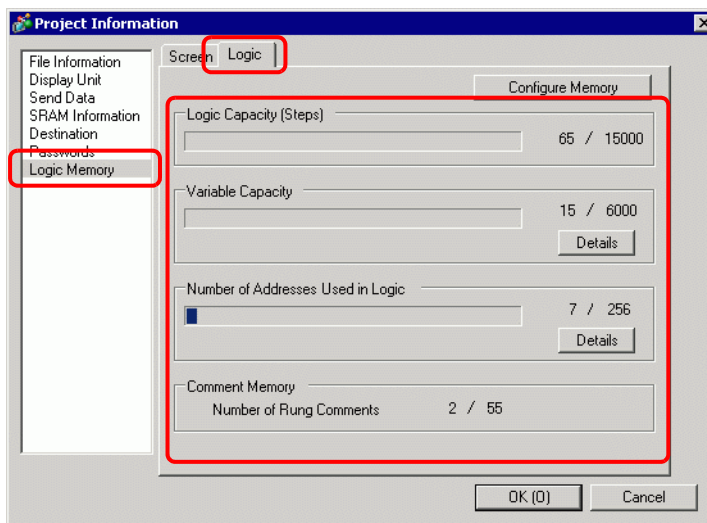 Project Information
File Information
Display Unit
Send Data
SRAM Information
Destination
Passwords
Logic Memory
Screen Logic
Configure Memory
Logic Capacity (Steps)
65 / 15000
Variable Capacity
15 / 6000
Details
Number of Addresses Used in Logic
7 / 256
Details
Comment Memory
Number of Rung Comments 2 / 55
OK (O) Cancel